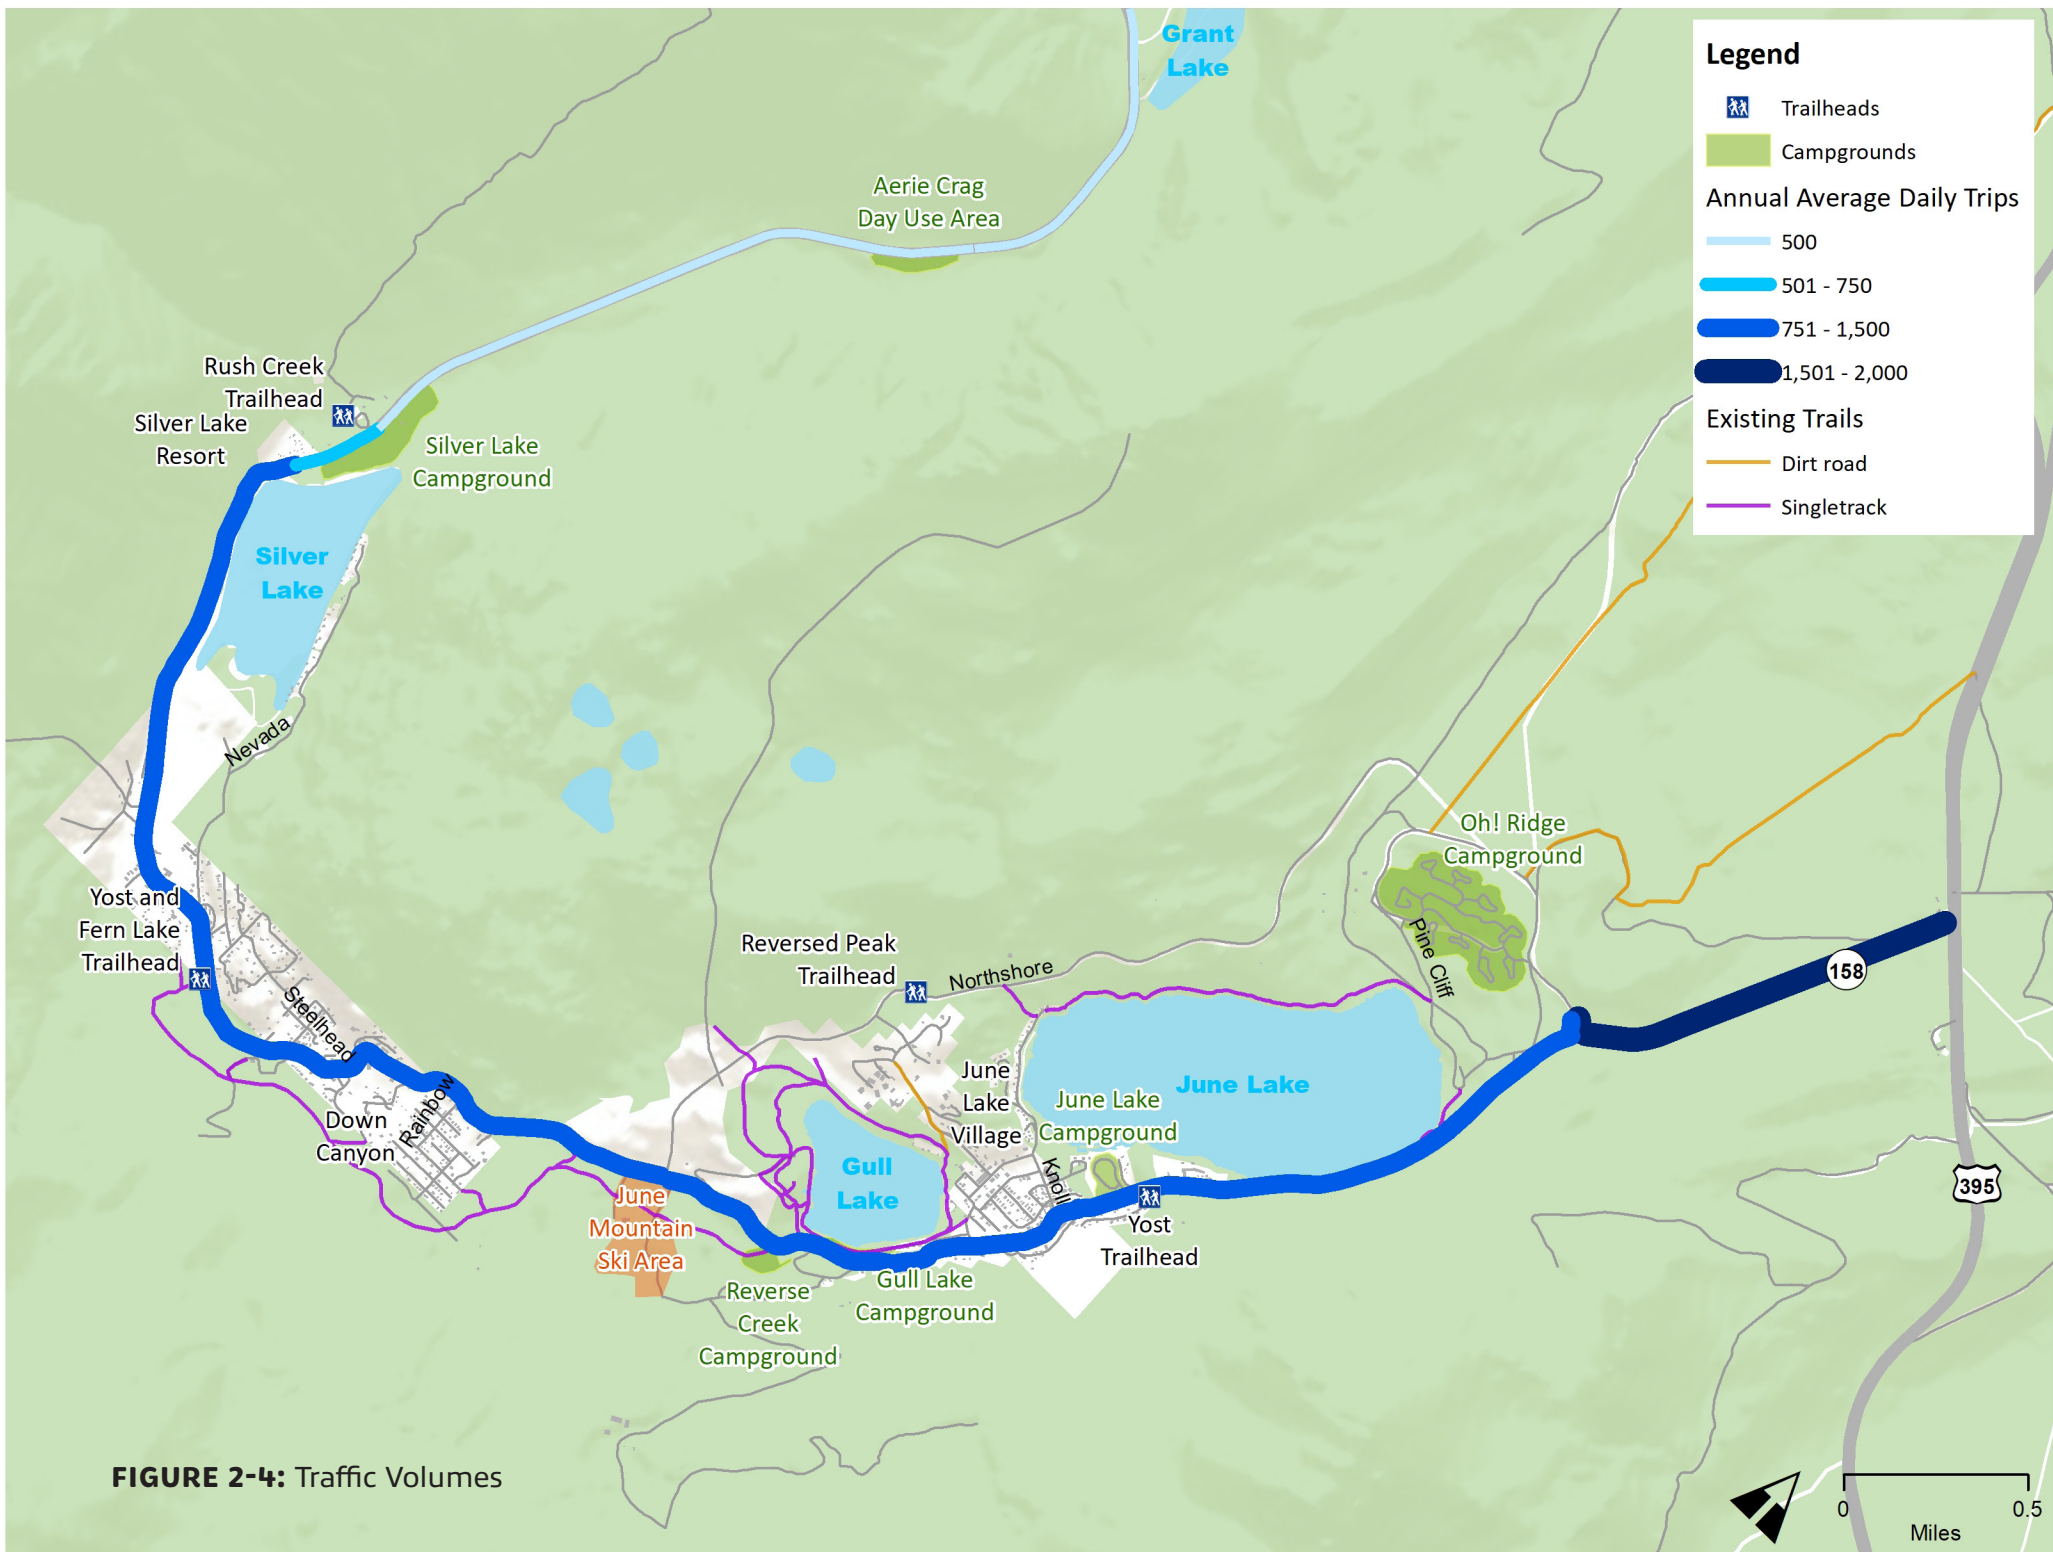 Grant
Lake
Legend
Trailheads
Campgrounds
Annual Average Daily Trips
500
501 - 750
751 - 1,500
1,501 - 2,000
Existing Trails
Dirt road
Singletrack
Aerie Crag
Day Use Area
Rush Creek
Trailhead
Silver Lake
Resort
Silver Lake
Campground
Silver
Lake
Nevada
Oh! Ridge
Campground
Pine Cliff
Yost and
Fern Lake
Trailhead
Reversed Peak
Trailhead
Northshore
158
Steelhead
Rainbow
Down
Canyon
June
Lake
Village
June Lake
Campground
June Lake
Knoll
Gull
Lake
395
June
Mountain
Ski Area
Yost
Trailhead
Reverse
Creek
Campground
Gull Lake
Campground
FIGURE 2-4: Traffic Volumes
0
0.5
Miles